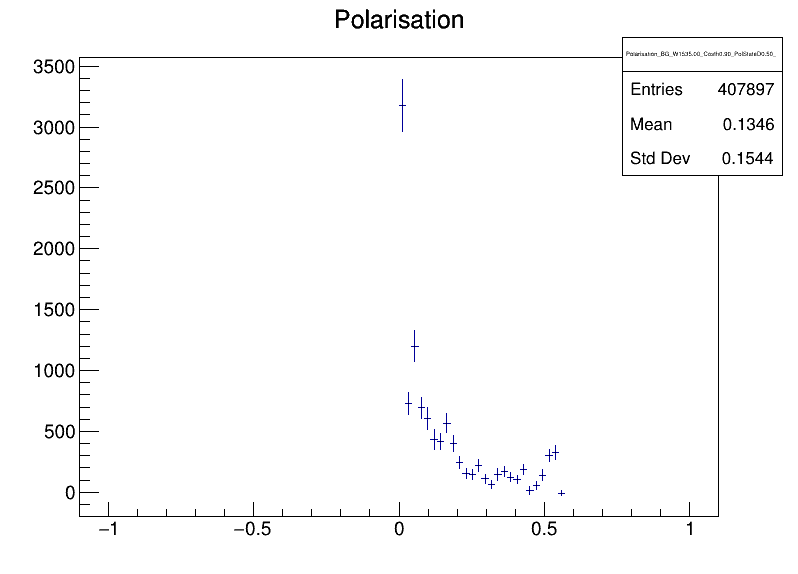 Polarisation
Polarisation_BG_W1535.00_Costh0.90_PolStateD0.50_
Entries 407897
Mean 0.1346
Std Dev 0.1544
3500
3000
2500
2000
1500
1000
500
0
−1 −0.5 0 0.5 1